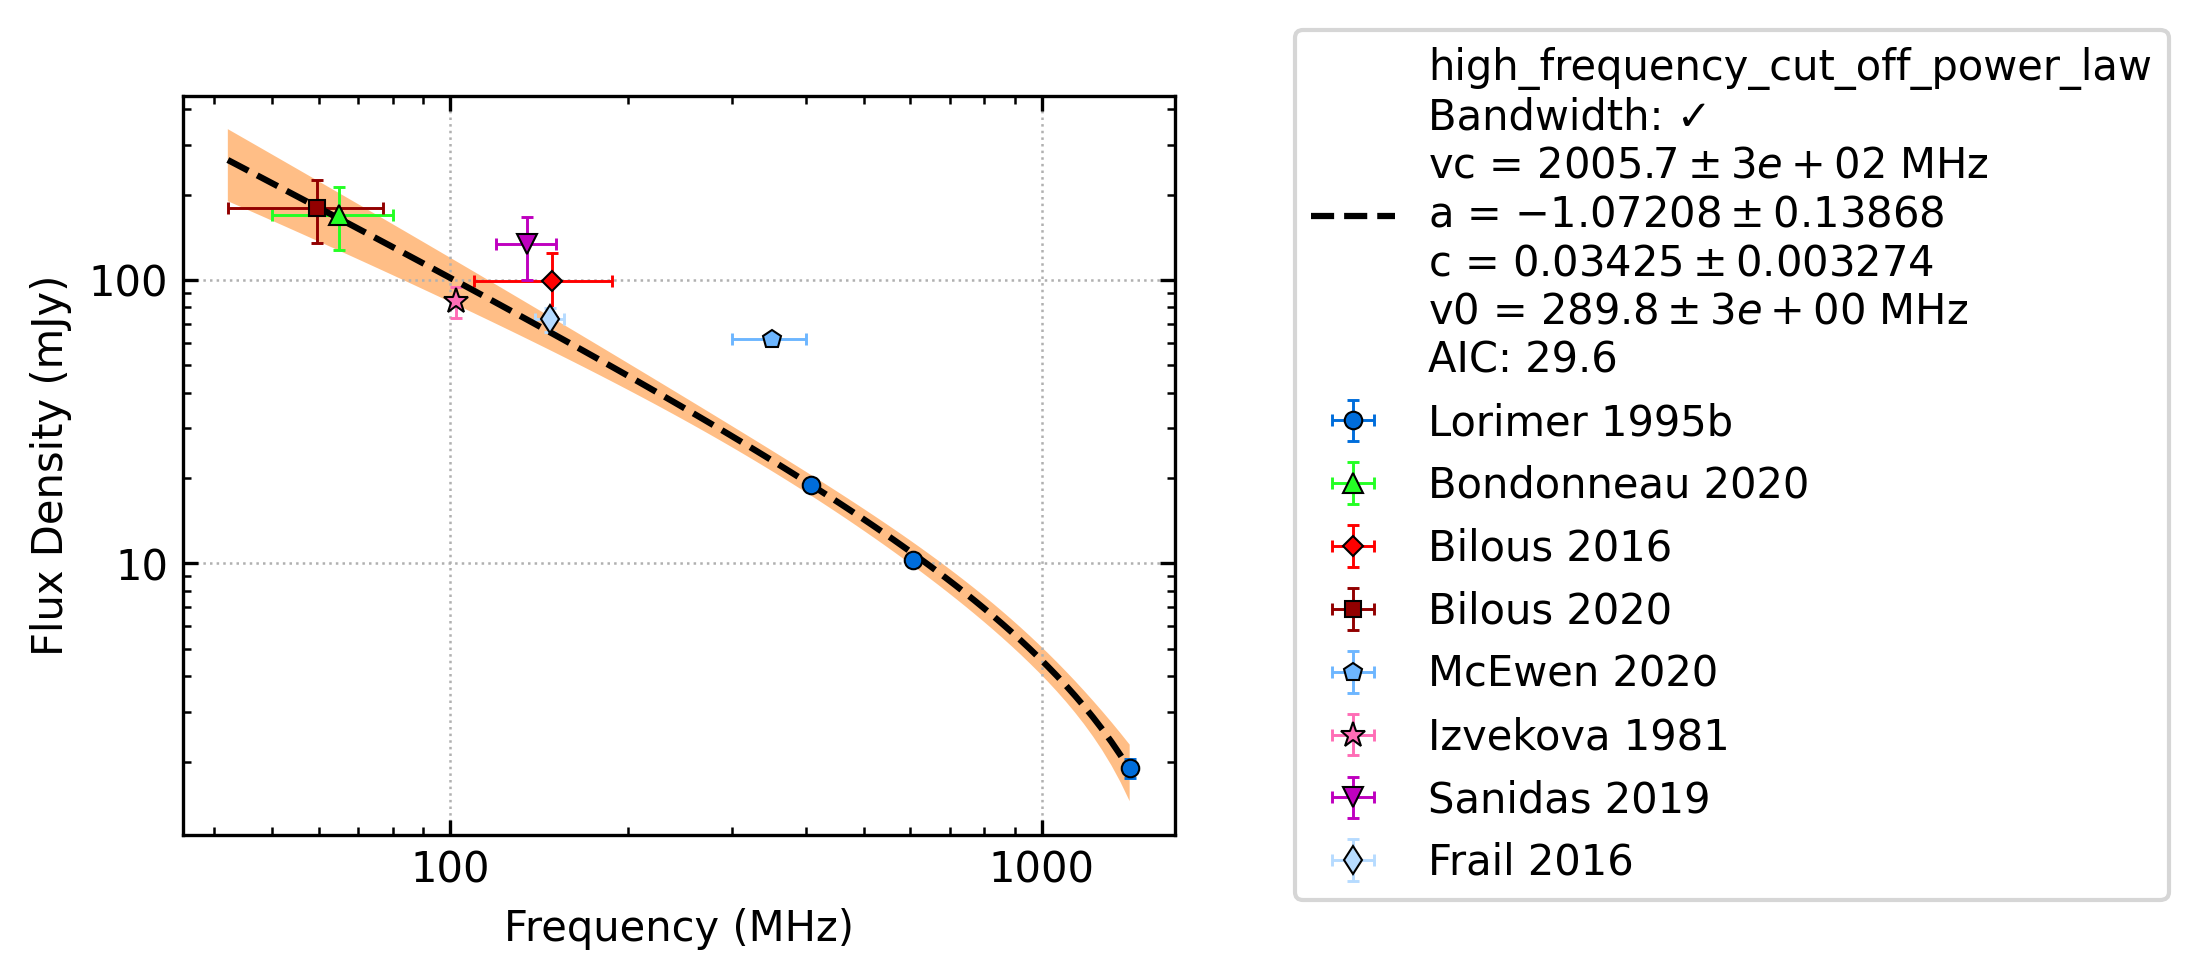 high_frequency_cut_off_power_law
Bandwidth: ✓
vc = 2005.7 ± 3e + 02 MHz
a = −1.07208 ± 0.13868
c = 0.03425 ± 0.003274
v0 = 289.8 ± 3e + 00 MHz
AIC: 29.6
Lorimer 1995b
Bondonneau 2020
Bilous 2016
Bilous 2020
McEwen 2020
Izvekova 1981
Sanidas 2019
Frail 2016
Flux Density (mJy)
100
10
100
1000
Frequency (MHz)